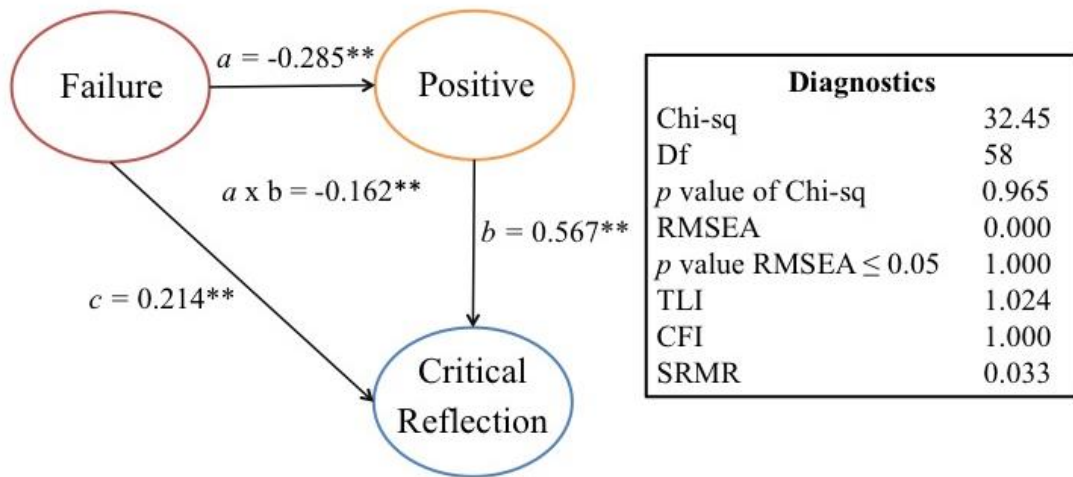 Failure
a = -0.285**
Positive
a x b = -0.162**
b = 0.567**
c = 0.214**
Critical
Reflection
Diagnostics
Chi-sq 32.45
Df 58
p value of Chi-sq 0.965
RMSEA 0.000
p value RMSEA ≤ 0.05 1.000
TLI 1.024
CFI 1.000
SRMR 0.033